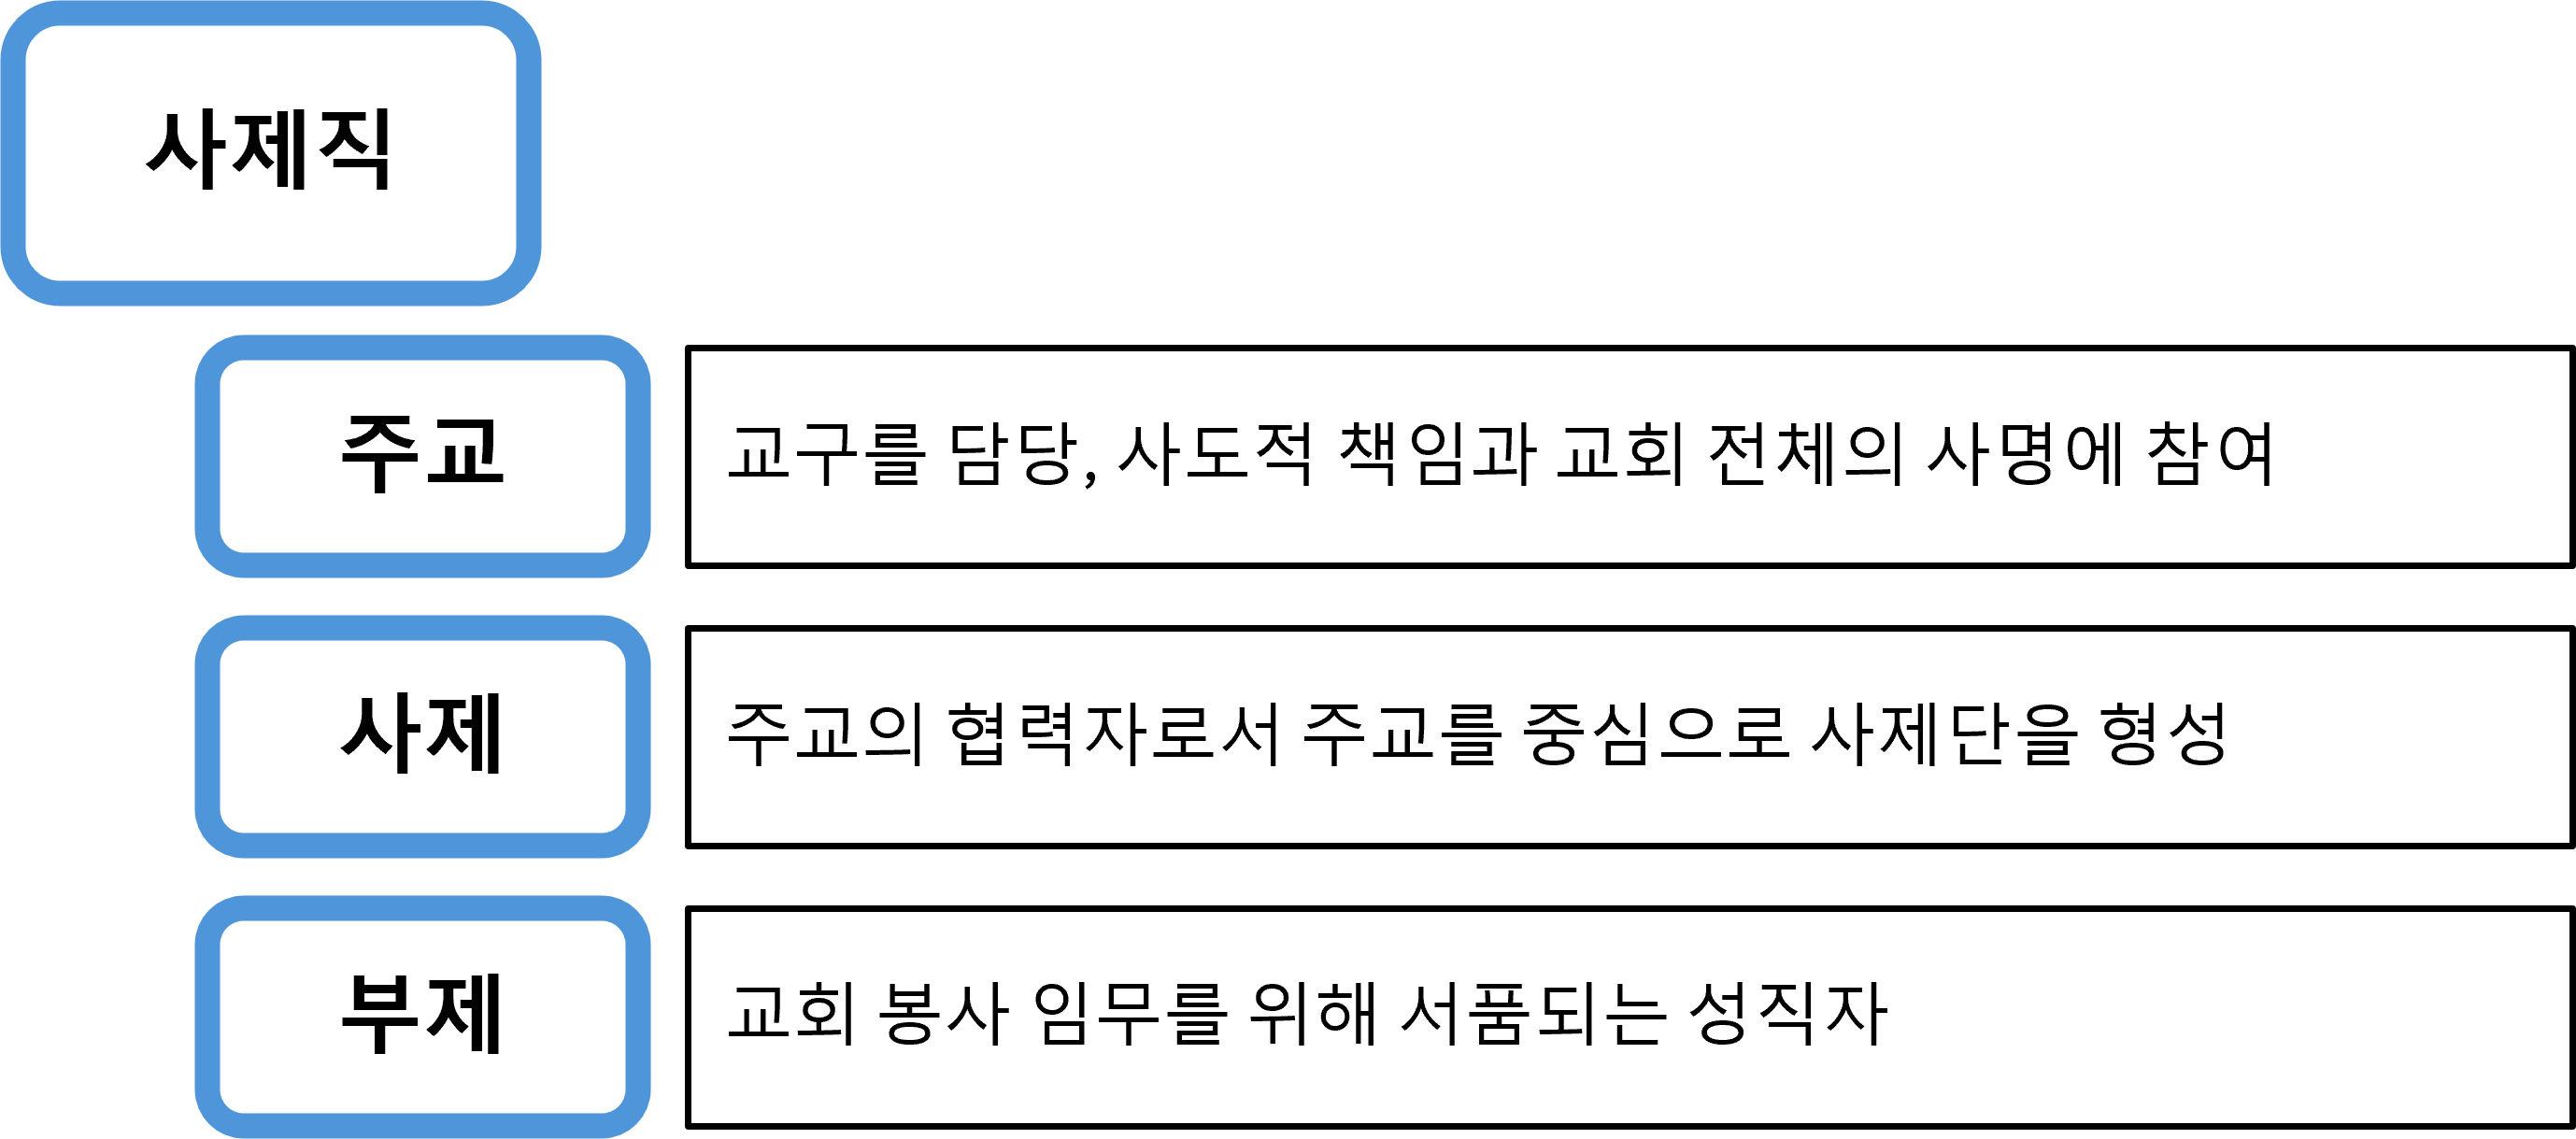 사제직
주교
교구를 담당, 사도적 책임과 교회 전체의 사명에 참여
사제
주교의 협력자로서 주교를 중심으로 사제단을 형성
부제
교회 봉사 임무를 위해 서품되는 성직자